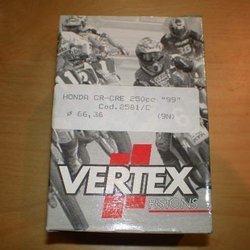 HONDA CR-CRE 250cc "99"
Cod.2581/C
ø 66,36 (9N)
VERTEX
PISTONS